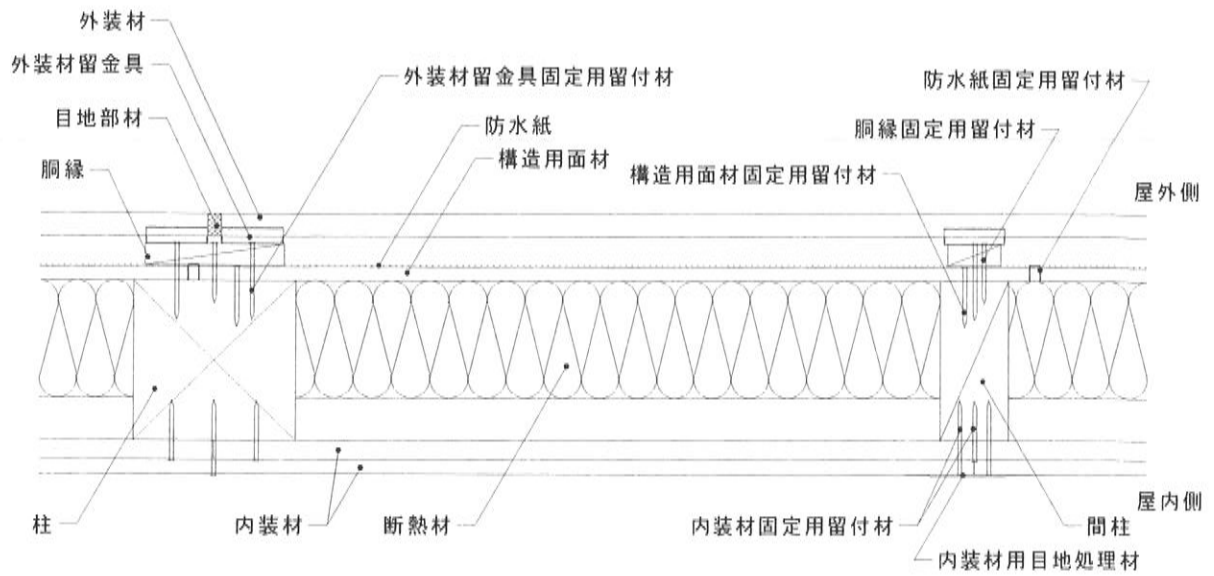 外装材
外装材留金具
外装材留金具固定用留付材
防水紙固定用留付材
目地部材
防水紙
胴縁固定用留付材
胴縁
構造用面材
構造用面材固定用留付材
屋外側
屋内側
柱
内装材
断熱材
内装材固定用留付材
間柱
内装材用目地処理材